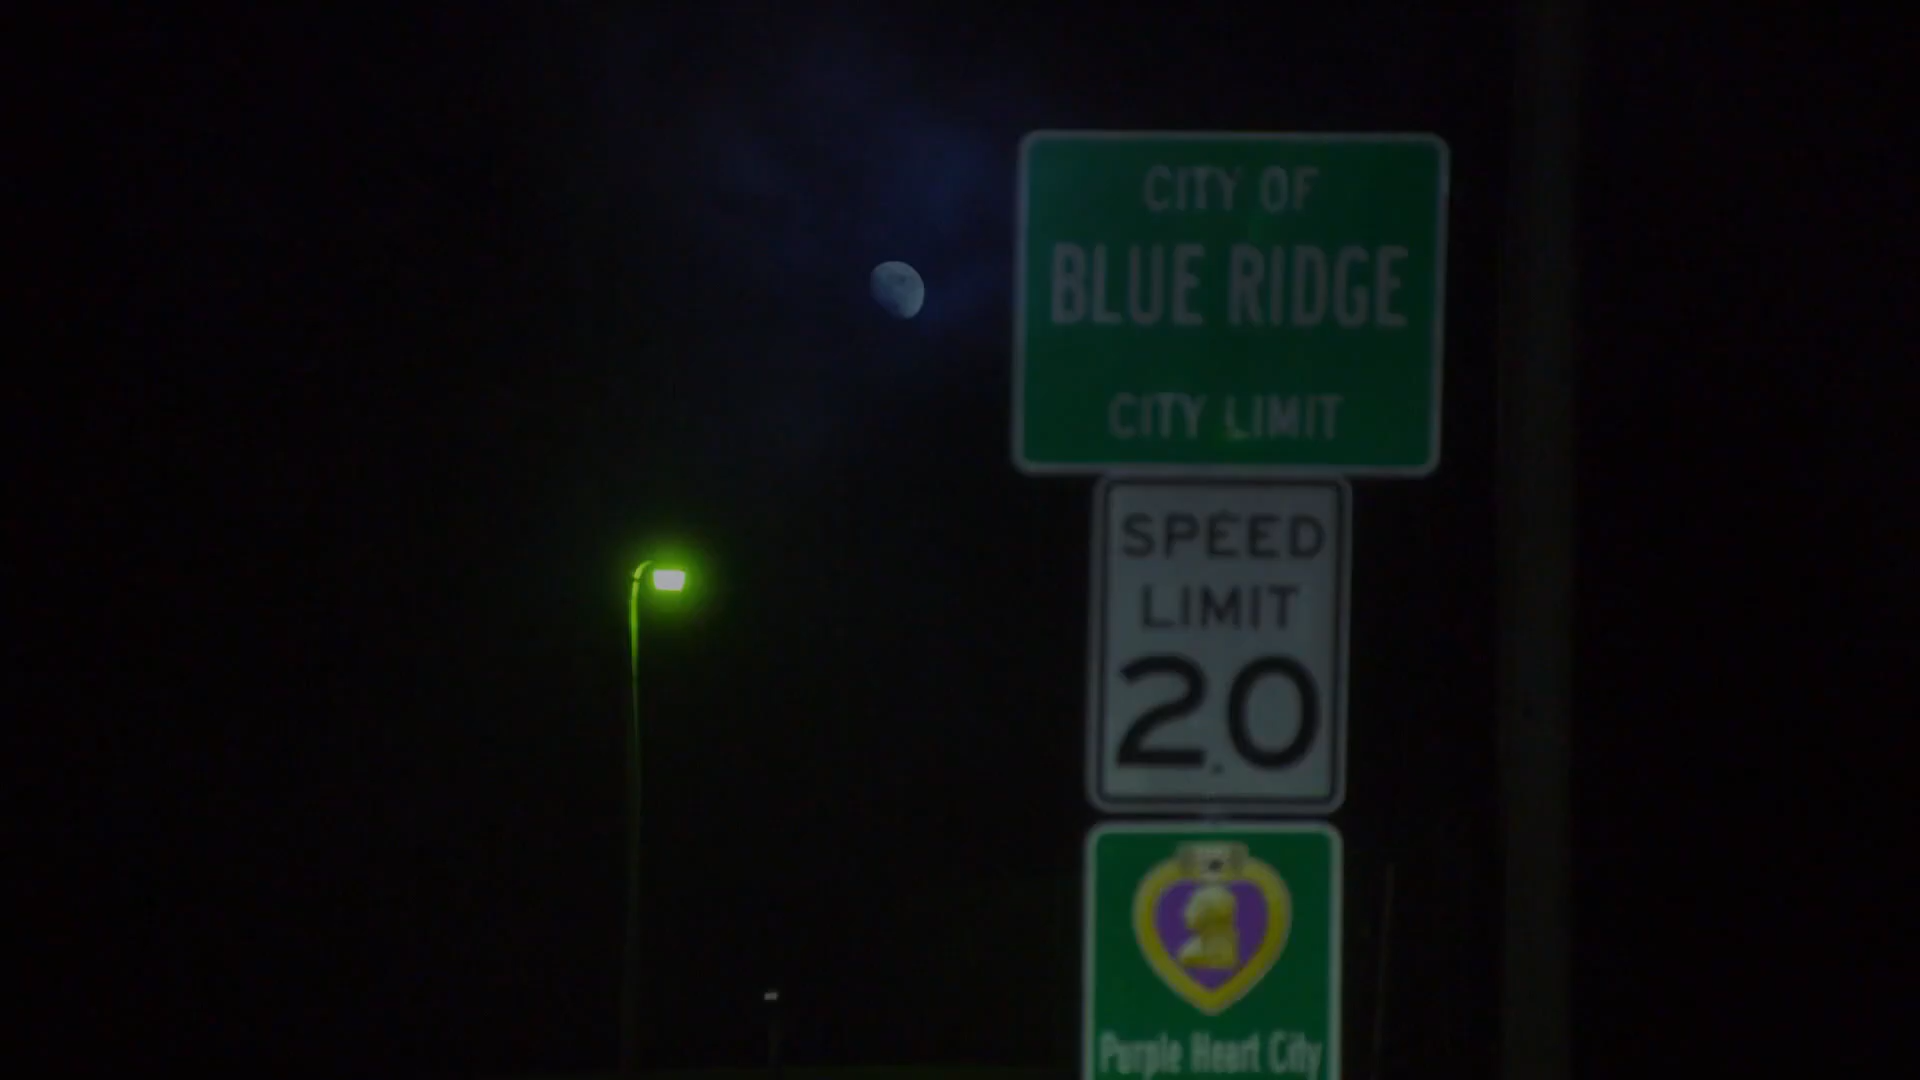 CITY OF
BLUE RIDGE
CITY LIMIT
SPEED
LIMIT
20
Purple Heart City